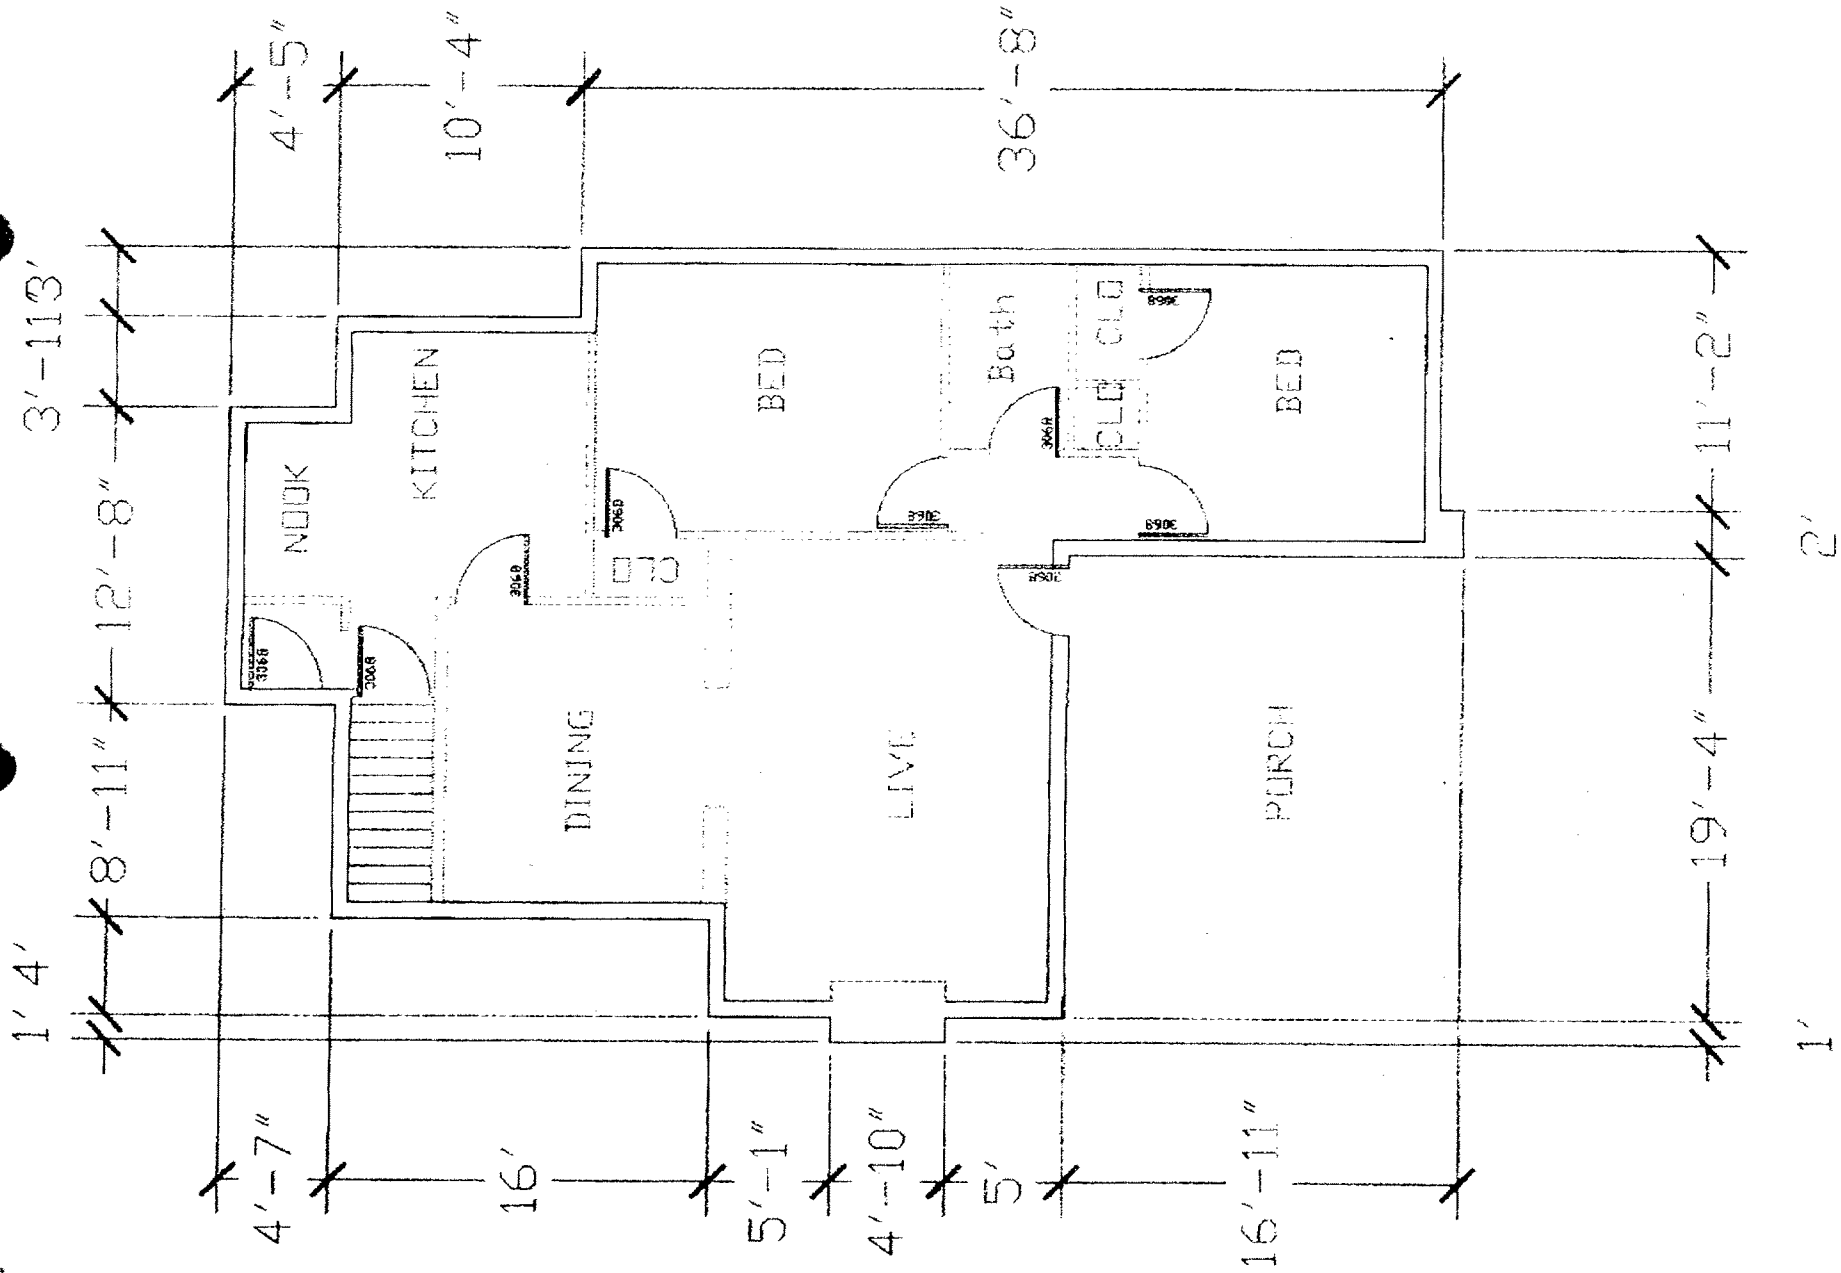 4'-5"
10'-4"
36'-8"
3'-11
3'
12'-8"
8'-11"
4'
1'
NOOK
KITCHEN
BED
Bath
CLO
CLO
BED
CLO
DINING
LIVE
PORCH
3068
3068
3068
3068
3068
3068
3068
3068
3068
11'-2"
2'
19'-4"
1'
4'-7"
16'
5'-1"
4'-10"
5'
16'-11"